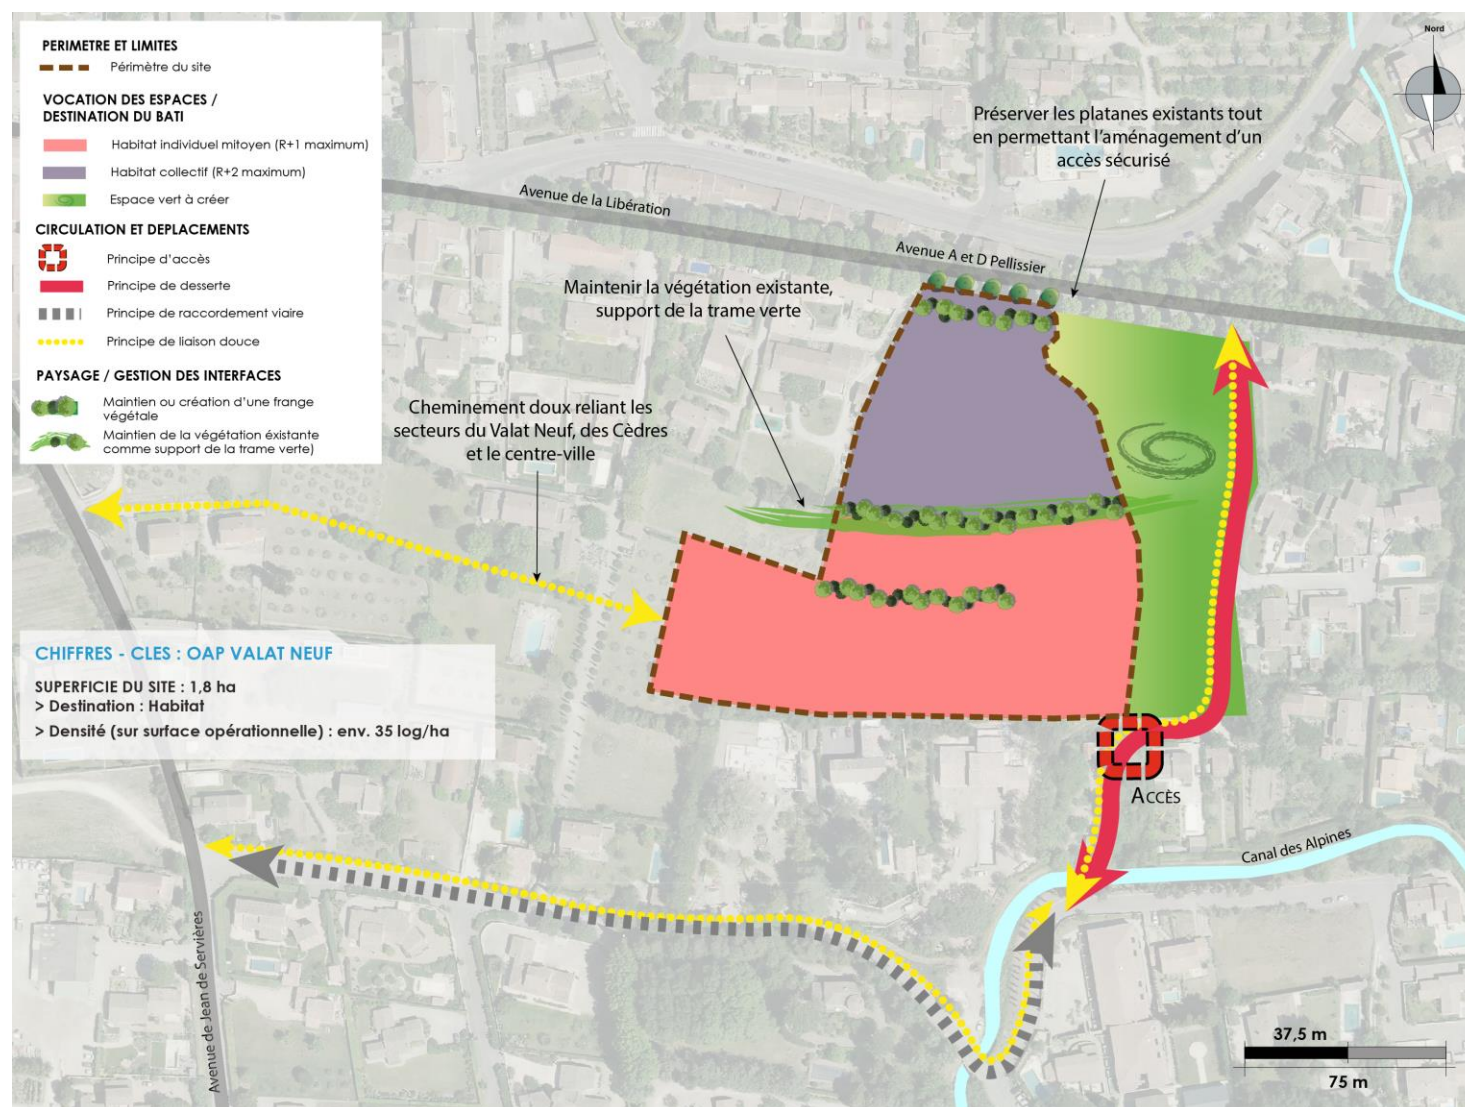 PERIMETRE ET LIMITES
Périmètre du site
VOCATION DES ESPACES /
DESTINATION DU BATI
Habitat individuel mitoyen (R+1 maximum)
Habitat collectif (R+2 maximum)
Espace vert à créer
CIRCULATION ET DEPLACEMENTS
Principe d'accès
Principe de desserte
Principe de raccordement viaire
Principe de liaison douce
PAYSAGE / GESTION DES INTERFACES
Maintien ou création d'une frange
végétale
Maintien de la végétation éxistante
comme support de la trame verte)
Nord
Préserver les platanes existants tout
en permettant l'aménagement d'un
accès sécurisé
Avenue de la Libération
Avenue A et D Pellissier
Maintenir la végétation existante,
support de la trame verte
Cheminement doux reliant les
secteurs du Valat Neuf, des Cèdres
et le centre-ville
CHIFFRES - CLES : OAP VALAT NEUF
SUPERFICIE DU SITE : 1,8 ha
> Destination : Habitat
> Densité (sur surface opérationnelle) : env. 35 log/ha
ACCÈS
Canal des Alpines
Avenue de Jean de Servières
37,5 m
75 m